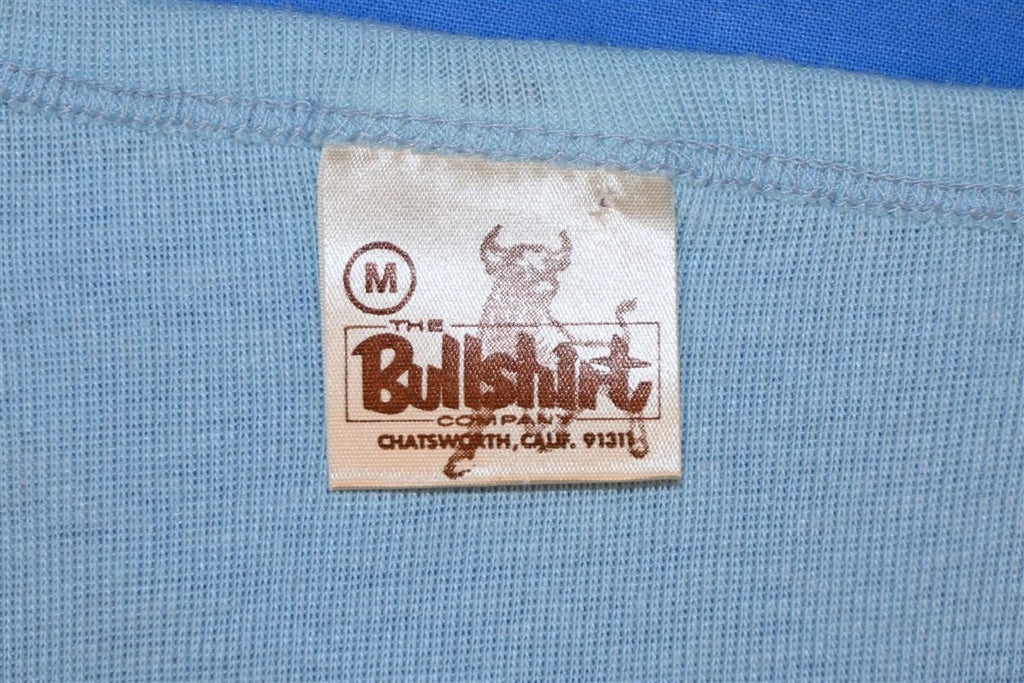 M
THE
Bullshirt
COMPANY
CHATSWORTH, CALIF. 91311